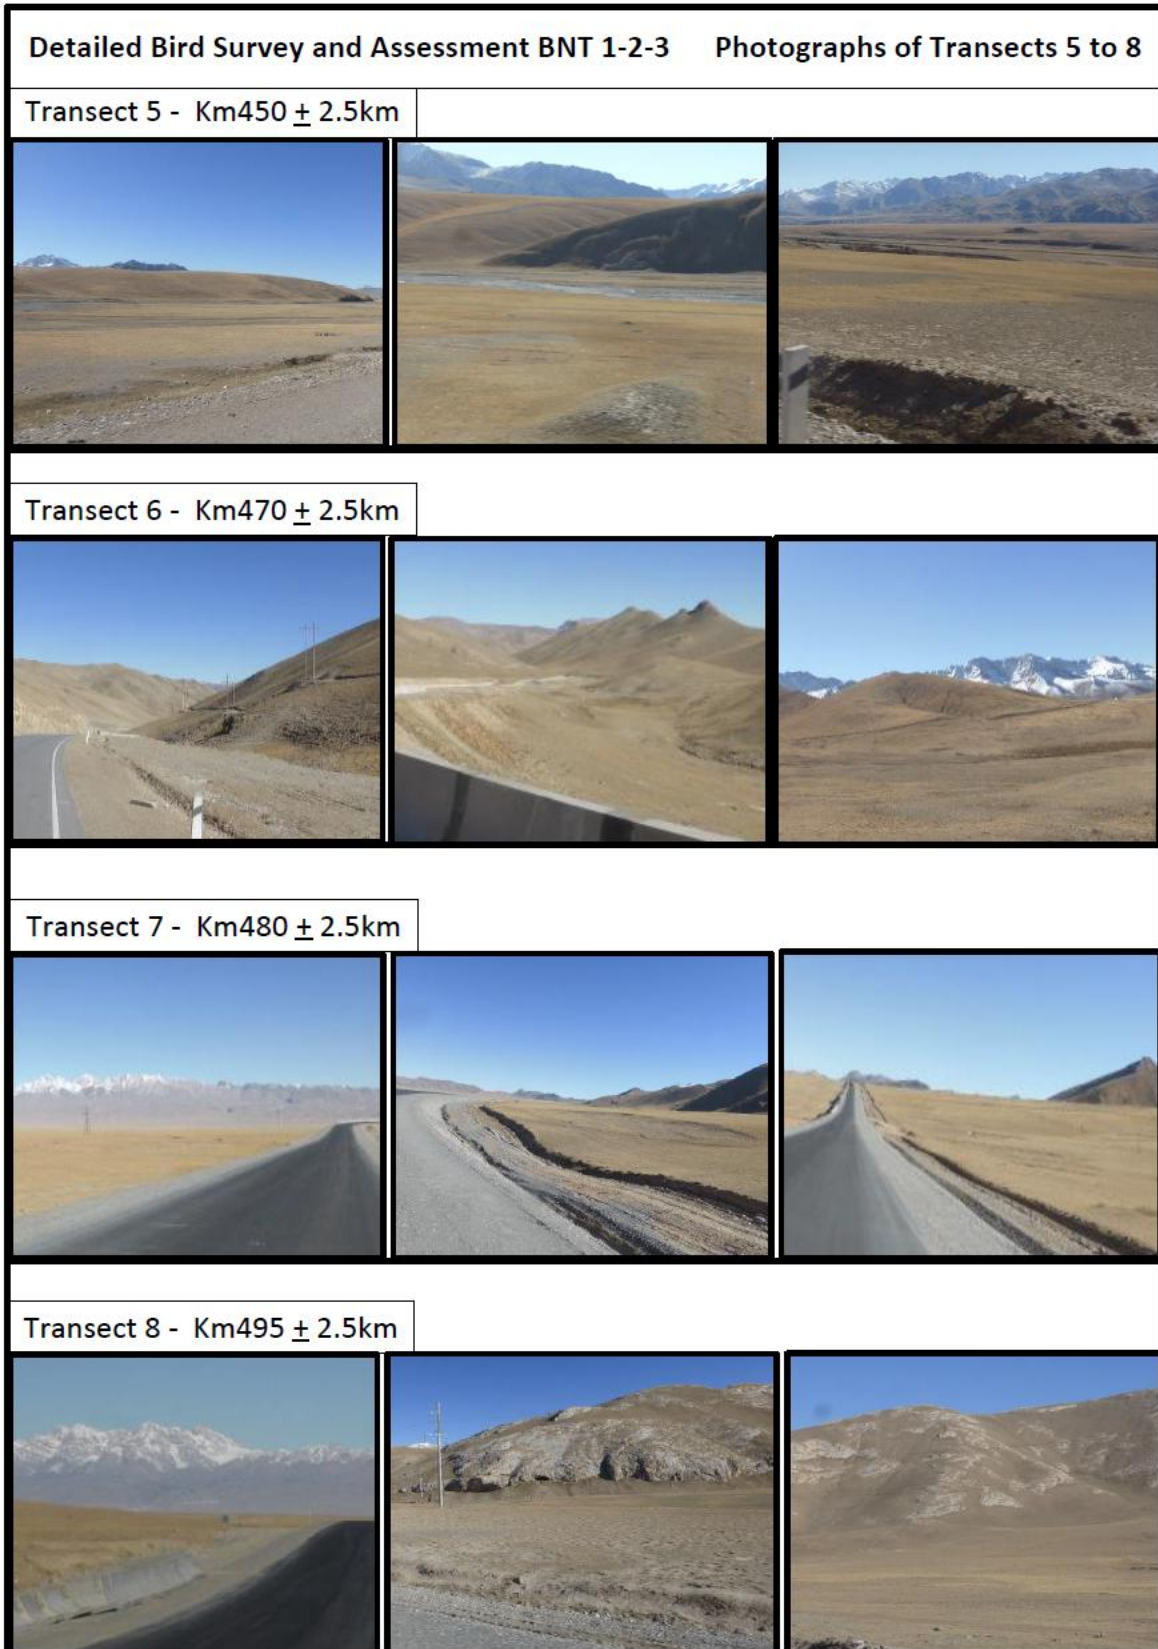 Detailed Bird Survey and Assessment BNT 1-2-3 Photographs of Transects 5 to 8
Transect 5 - Km450 ± 2.5km
Transect 6 - Km470 ± 2.5km
Transect 7 - Km480 ± 2.5km
Transect 8 - Km495 ± 2.5km